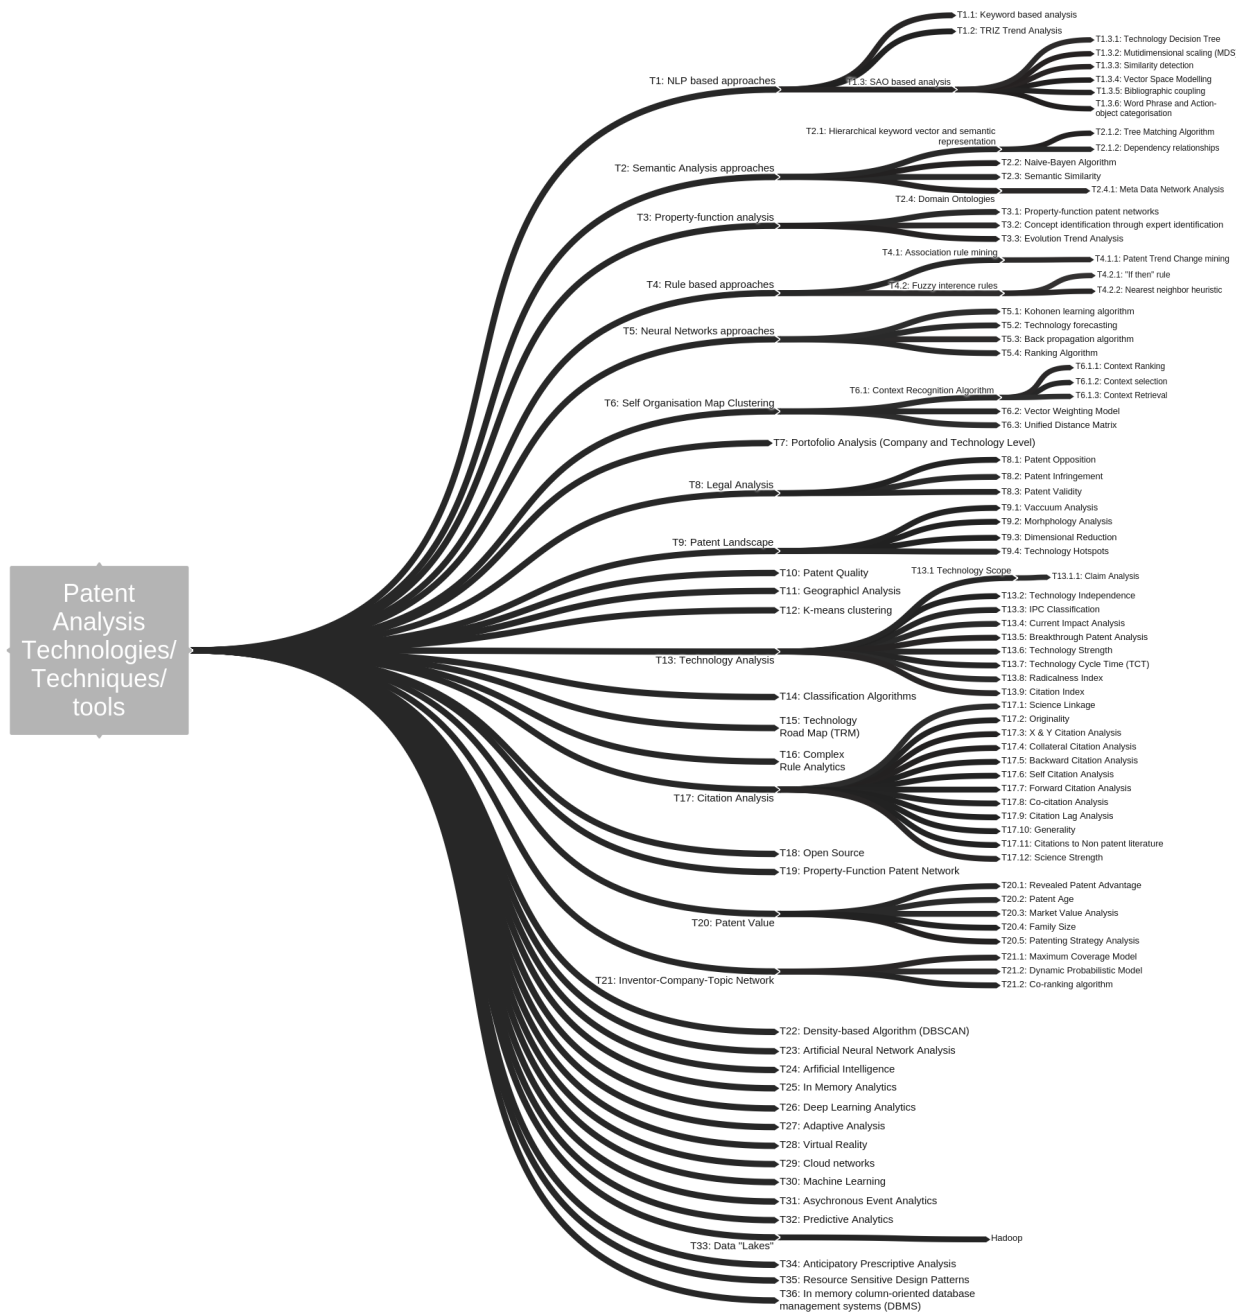 Patent
Analysis
Technologies/
Techniques/
tools
T1: NLP based approaches
T1.1: Keyword based analysis
T1.2: TRIZ Trend Analysis
T1.3: SAO based analysis
T1.3.1: Technology Decision Tree
T1.3.2: Mutidimensional scaling (MDS
T1.3.3: Similarity detection
T1.3.4: Vector Space Modelling
T1.3.5: Bibliographic coupling
T1.3.6: Word Phrase and Action-
object categorisation
T2: Semantic Analysis approaches
T2.1: Hierarchical keyword vector and semantic
representation
T2.1.2: Tree Matching Algorithm
T2.1.2: Dependency relationships
T2.2: Naive-Bayen Algorithm
T2.3: Semantic Similarity
T2.4: Domain Ontologies
T2.4.1: Meta Data Network Analysis
T3: Property-function analysis
T3.1: Property-function patent networks
T3.2: Concept identification through expert identification
T3.3: Evolution Trend Analysis
T4: Rule based approaches
T4.1: Association rule mining
T4.1.1: Patent Trend Change mining
T4.2: Fuzzy interence rules
T4.2.1: "If then" rule
T4.2.2: Nearest neighbor heuristic
T5: Neural Networks approaches
T5.1: Kohonen learning algorithm
T5.2: Technology forecasting
T5.3: Back propagation algorithm
T5.4: Ranking Algorithm
T6: Self Organisation Map Clustering
T6.1: Context Recognition Algorithm
T6.1.1: Context Ranking
T6.1.2: Context selection
T6.1.3: Context Retrieval
T6.2: Vector Weighting Model
T6.3: Unified Distance Matrix
T7: Portofolio Analysis (Company and Technology Level)
T8: Legal Analysis
T8.1: Patent Opposition
T8.2: Patent Infringement
T8.3: Patent Validity
T9: Patent Landscape
T9.1: Vaccuum Analysis
T9.2: Morhphology Analysis
T9.3: Dimensional Reduction
T9.4: Technology Hotspots
T10: Patent Quality
T11: Geographicl Analysis
T12: K-means clustering
T13: Technology Analysis
T13.1 Technology Scope
T13.1.1: Claim Analysis
T13.2: Technology Independence
T13.3: IPC Classification
T13.4: Current Impact Analysis
T13.5: Breakthrough Patent Analysis
T13.6: Technology Strength
T13.7: Technology Cycle Time (TCT)
T13.8: Radicalness Index
T13.9: Citation Index
T14: Classification Algorithms
T15: Technology
Road Map (TRM)
T16: Complex
Rule Analytics
T17: Citation Analysis
T17.1: Science Linkage
T17.2: Originality
T17.3: X & Y Citation Analysis
T17.4: Collateral Citation Analysis
T17.5: Backward Citation Analysis
T17.6: Self Citation Analysis
T17.7: Forward Citation Analysis
T17.8: Co-citation Analysis
T17.9: Citation Lag Analysis
T17.10: Generality
T17.11: Citations to Non patent literature
T17.12: Science Strength
T18: Open Source
T19: Property-Function Patent Network
T20: Patent Value
T20.1: Revealed Patent Advantage
T20.2: Patent Age
T20.3: Market Value Analysis
T20.4: Family Size
T20.5: Patenting Strategy Analysis
T21: Inventor-Company-Topic Network
T21.1: Maximum Coverage Model
T21.2: Dynamic Probabilistic Model
T21.2: Co-ranking algorithm
T22: Density-based Algorithm (DBSCAN)
T23: Artificial Neural Network Analysis
T24: Arfificial Intelligence
T25: In Memory Analytics
T26: Deep Learning Analytics
T27: Adaptive Analysis
T28: Virtual Reality
T29: Cloud networks
T30: Machine Learning
T31: Asychronous Event Analytics
T32: Predictive Analytics
T33: Data "Lakes"
Hadoop
T34: Anticipatory Prescriptive Analysis
T35: Resource Sensitive Design Patterns
T36: In memory column-oriented database
management systems (DBMS)